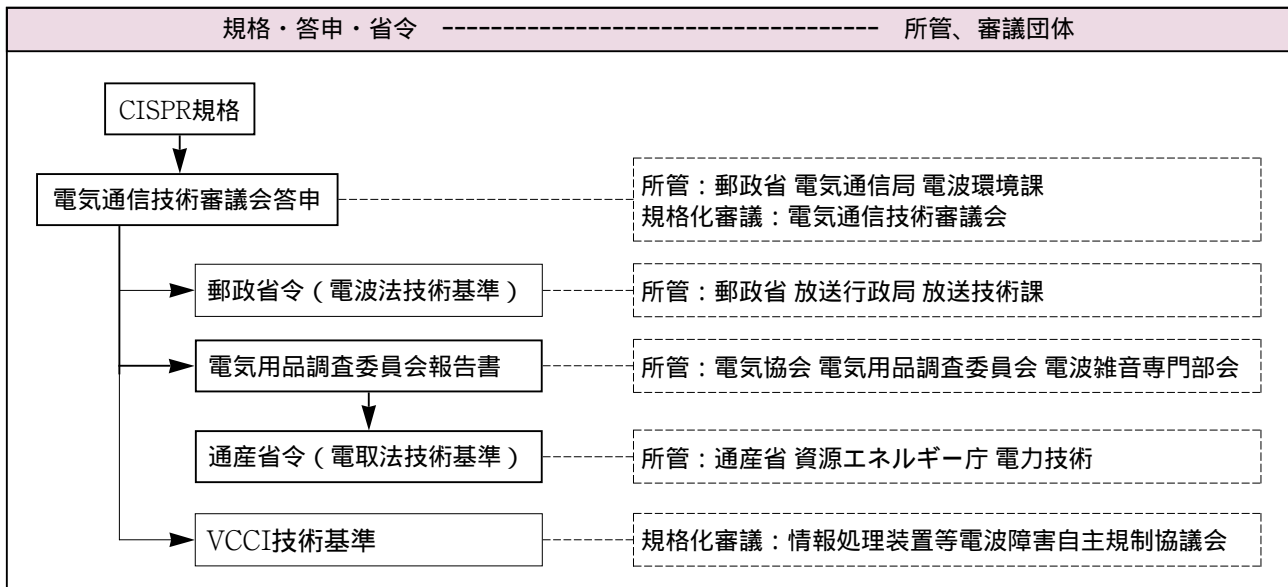 規格・答申・省令 ------------------------------- 所管、審議団体
CISPR規格
電気通信技術審議会答申
所管：郵政省 電気通信局 電波環境課
規格化審議：電気通信技術審議会
郵政省令（電波法技術基準）
所管：郵政省 放送行政局 放送技術課
電気用品調査委員会報告書
所管：電気協会 電気用品調査委員会 電波雑音専門部会
通産省令（電取法技術基準）
所管：通産省 資源エネルギー庁 電力技術
VCCI技術基準
規格化審議：情報処理装置等電波障害自主規制協議会